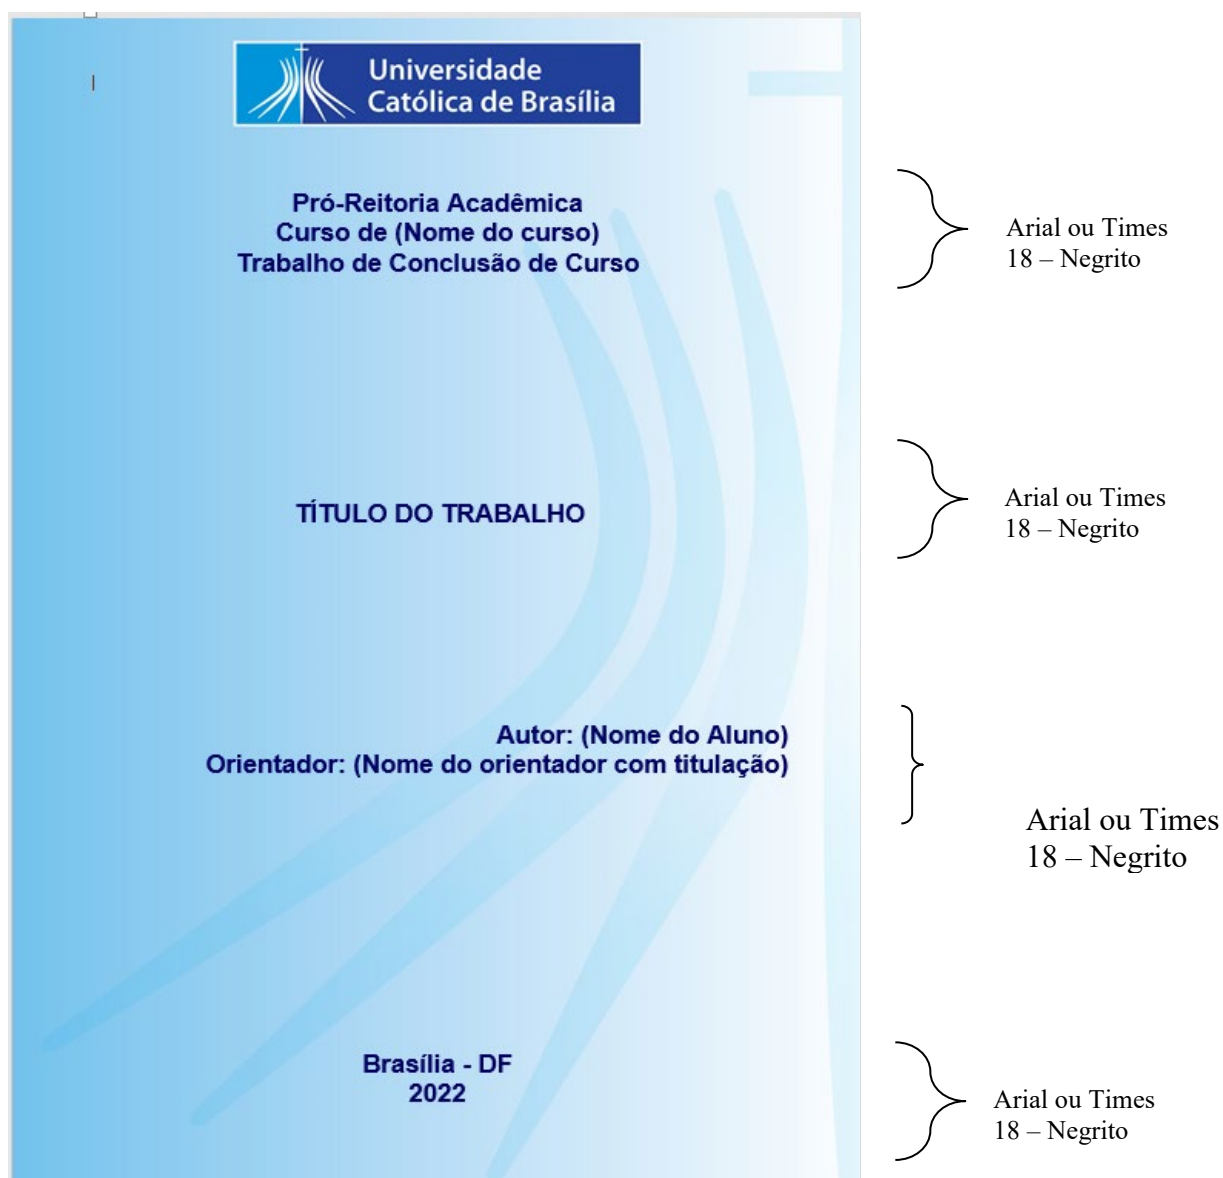 Universidade
Católica de Brasília
Pró-Reitoria Acadêmica
Curso de (Nome do curso)
Trabalho de Conclusão de Curso
Arial ou Times
18 – Negrito
TÍTULO DO TRABALHO
Arial ou Times
18 – Negrito
Autor: (Nome do Aluno)
Orientador: (Nome do orientador com titulação)
Arial ou Times
18 – Negrito
Brasília - DF
2022
Arial ou Times
18 – Negrito